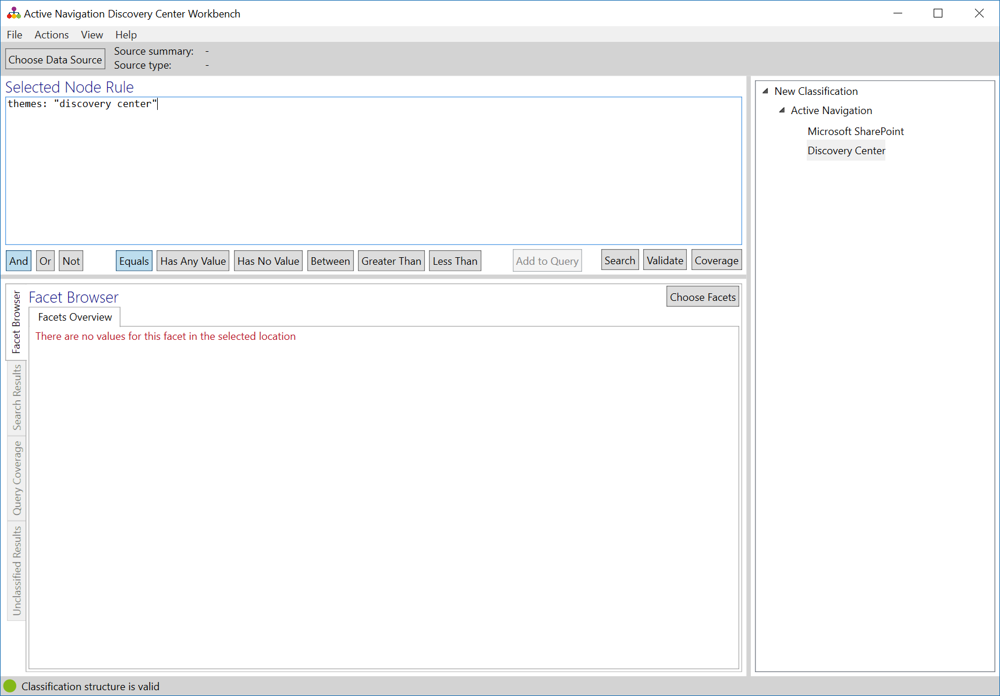 Active Navigation Discovery Center Workbench
File Actions View Help
Choose Data Source
Source summary: -
Source type: -
Selected Node Rule
themes: "discovery center"
And Or Not Equals Has Any Value Has No Value Between Greater Than Less Than Add to Query Search Validate Coverage
Facet Browser
Search Results
Query Coverage
Unclassified Results
Facet Browser
Choose Facets
Facets Overview
There are no values for this facet in the selected location
New Classification
Active Navigation
Microsoft SharePoint
Discovery Center
Classification structure is valid